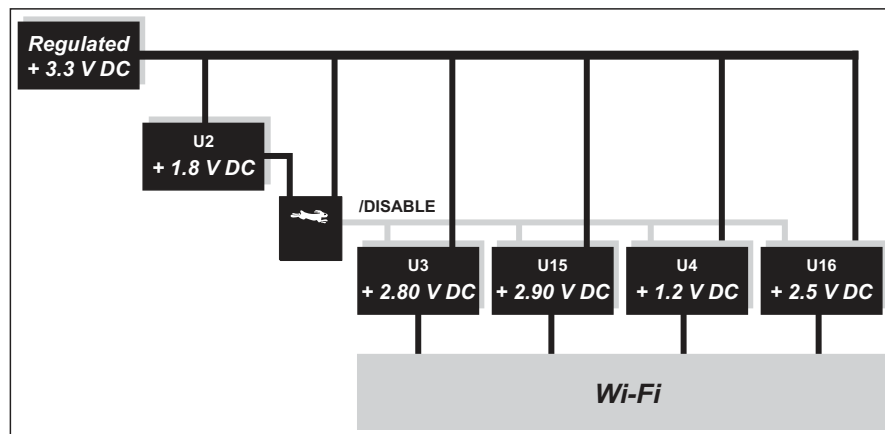 Regulated
+ 3.3 V DC
U2
+ 1.8 V DC
/DISABLE
U3
+ 2.80 V DC
U15
+ 2.90 V DC
U4
+ 1.2 V DC
U16
+ 2.5 V DC
Wi-Fi